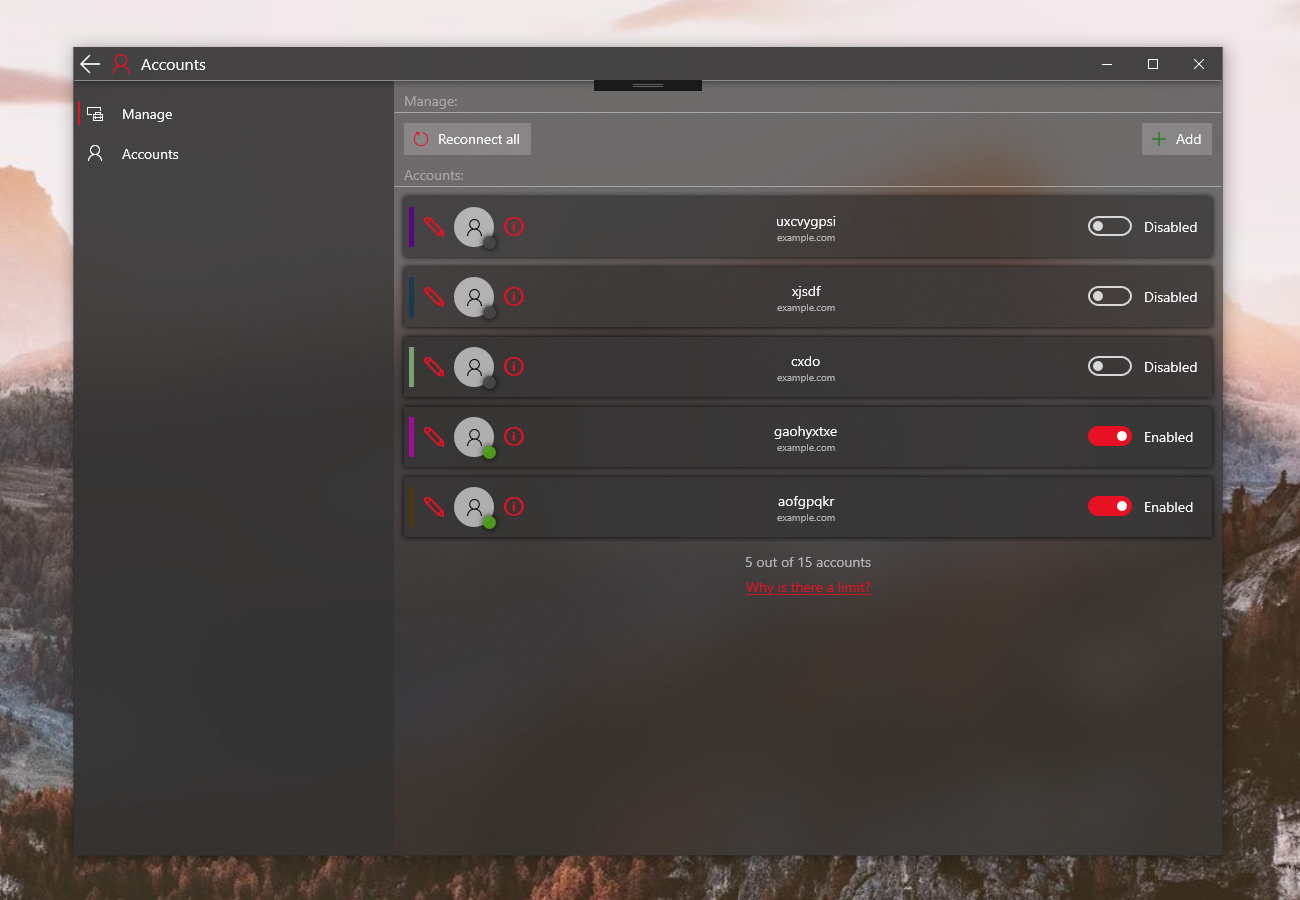 Accounts
Manage
Accounts
Manage:
Reconnect all
Add
Accounts:
uxcvygpsi
example.com
Disabled
xjsdf
example.com
Disabled
cxdo
example.com
Disabled
gaohyxtxe
example.com
Enabled
aofgpqkr
example.com
Enabled
5 out of 15 accounts
Why is there a limit?